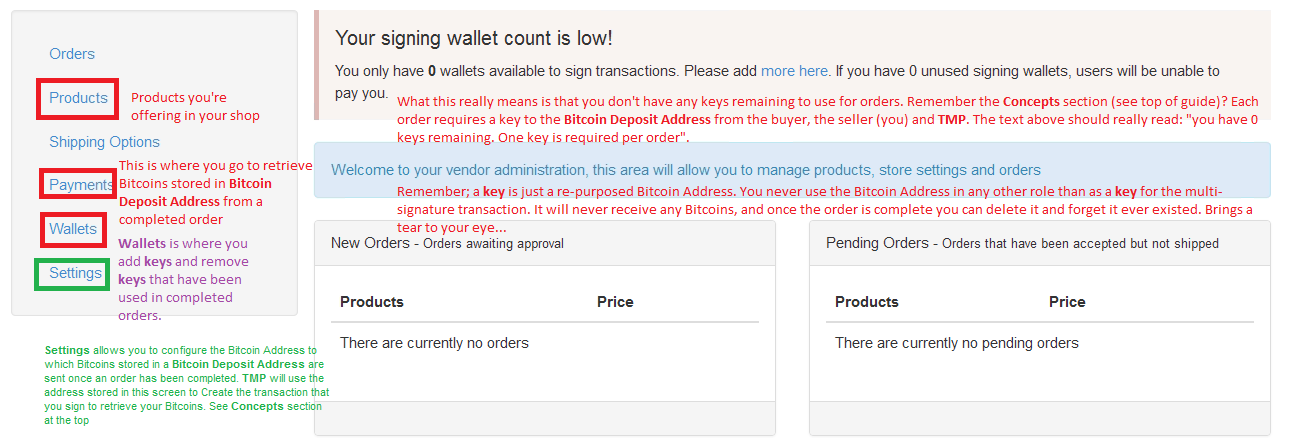 Orders
Products
Products you're
offering in your shop
Shipping Options
Payments
This is where you go to retrieve
Bitcoins stored in Bitcoin
Deposit Address from a
completed order
Wallets
Wallets is where you
add keys and remove
keys that have been
used in completed
orders.
Settings
Settings allows you to configure the Bitcoin Address to
which Bitcoins stored in a Bitcoin Deposit Address are
sent once an order has been completed. TMP will use the
address stored in this screen to Create the transaction that
you sign to retrieve your Bitcoins. See Concepts section
at the top
Your signing wallet count is low!
You only have 0 wallets available to sign transactions. Please add more here. If you have 0 unused signing wallets, users will be unable to
pay you.
What this really means is that you don't have any keys remaining to use for orders. Remember the Concepts section (see top of guide)? Each
order requires a key to the Bitcoin Deposit Address from the buyer, the seller (you) and TMP. The text above should really read: "you have 0
keys remaining. One key is required per order".
Welcome to your vendor administration, this area will allow you to manage products, store settings and orders
Remember; a key is just a re-purposed Bitcoin Address. You never use the Bitcoin Address in any other role than as a key for the multi-
signature transaction. It will never receive any Bitcoins, and once the order is complete you can delete it and forget it ever existed. Brings a
tear to your eye...
New Orders - Orders awaiting approval
Products Price
There are currently no orders
Pending Orders - Orders that have been accepted but not shipped
Products Price
There are currently no pending orders